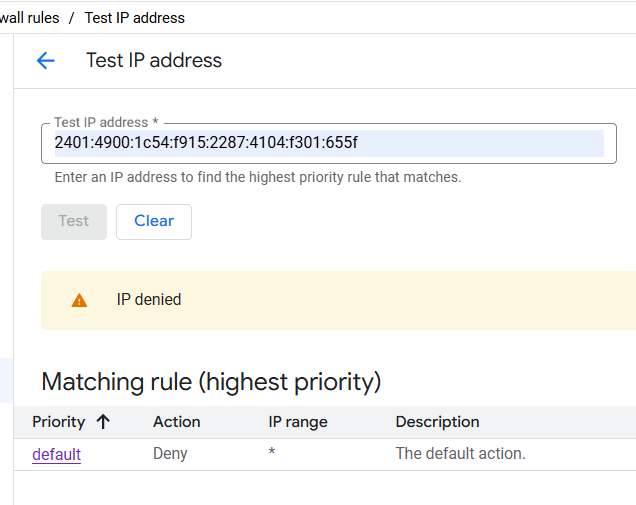 wall rules / Test IP address
Test IP address
Test IP address *
2401:4900:1c54:f915:2287:4104:f301:655f
Enter an IP address to find the highest priority rule that matches.
Test Clear
IP denied
Matching rule (highest priority)
Priority Action IP range Description
default Deny * The default action.